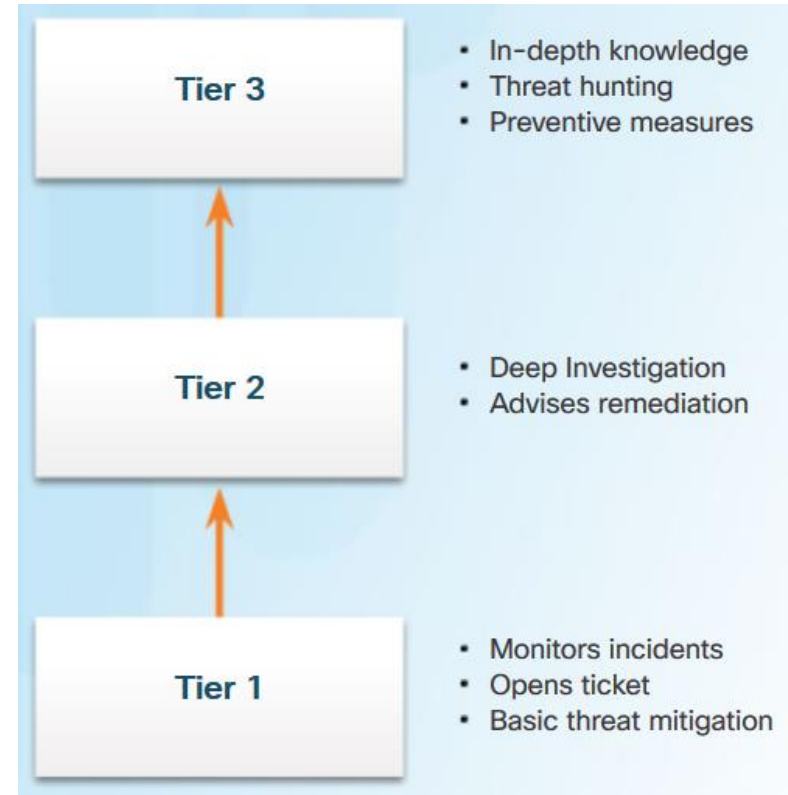 Tier 3
• In-depth knowledge
• Threat hunting
• Preventive measures
Tier 2
• Deep Investigation
• Advises remediation
Tier 1
• Monitors incidents
• Opens ticket
• Basic threat mitigation